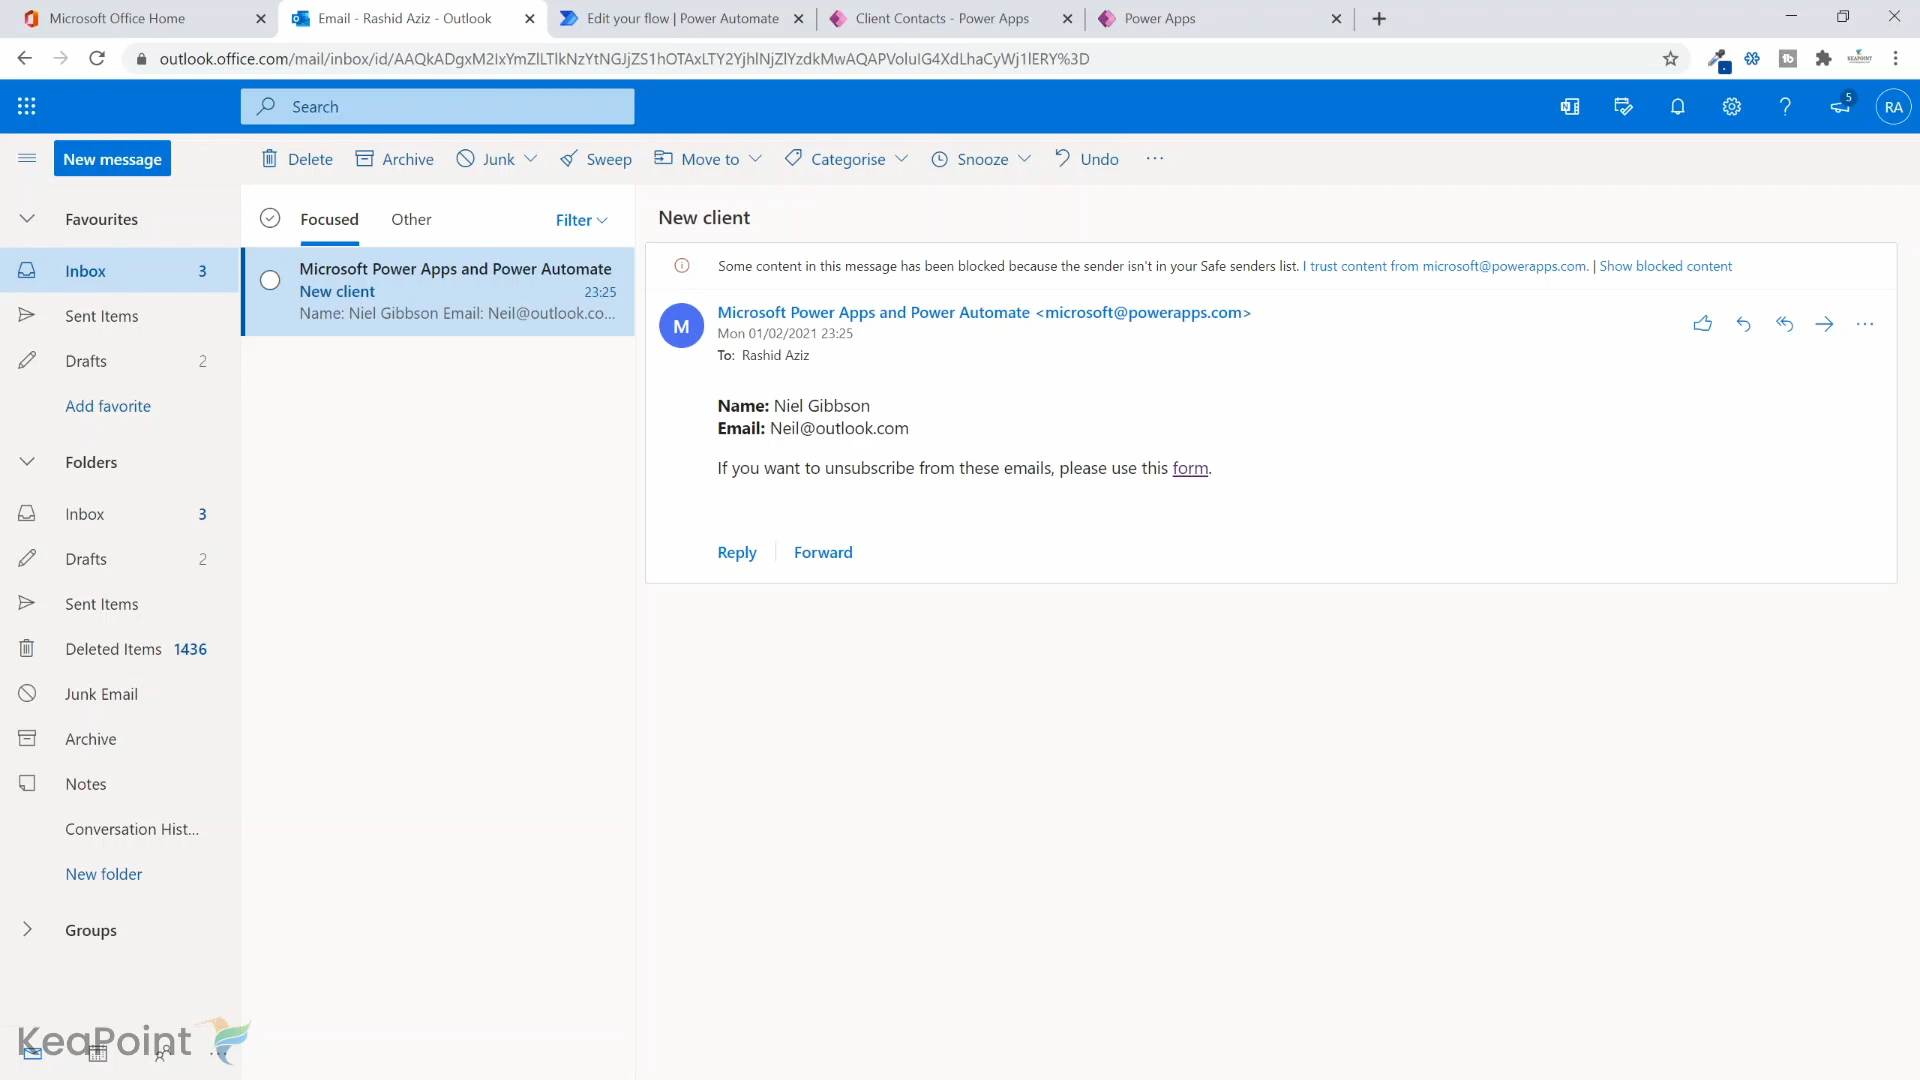 Microsoft Office Home
Email - Rashid Aziz - Outlook
Edit your flow | Power Automate
Client Contacts - Power Apps
Power Apps
outlook.office.com/mail/inbox/id/AAQkADgxM2IxYmZlLTlkNzYtNGJjZS1hOTAxLTY2YjhlNjZlYzdkMwAQAPVoluIG4XdLhaCyWj1lERY%3D
Search
5
RA
New message
Delete
Archive
Junk
Sweep
Move to
Categorise
Snooze
Undo
Favourites
Inbox 3
Sent Items
Drafts 2
Add favorite
Folders
Inbox 3
Drafts 2
Sent Items
Deleted Items 1436
Junk Email
Archive
Notes
Conversation Hist...
New folder
Groups
KeaPoint
Focused
Other
Filter
Microsoft Power Apps and Power Automate
New client 23:25
Name: Niel Gibbson Email: Neil@outlook.co...
New client
Some content in this message has been blocked because the sender isn't in your Safe senders list. I trust content from microsoft@powerapps.com. | Show blocked content
M
Microsoft Power Apps and Power Automate <microsoft@powerapps.com>
Mon 01/02/2021 23:25
To: Rashid Aziz
Name: Niel Gibbson
Email: Neil@outlook.com
If you want to unsubscribe from these emails, please use this form.
Reply
Forward